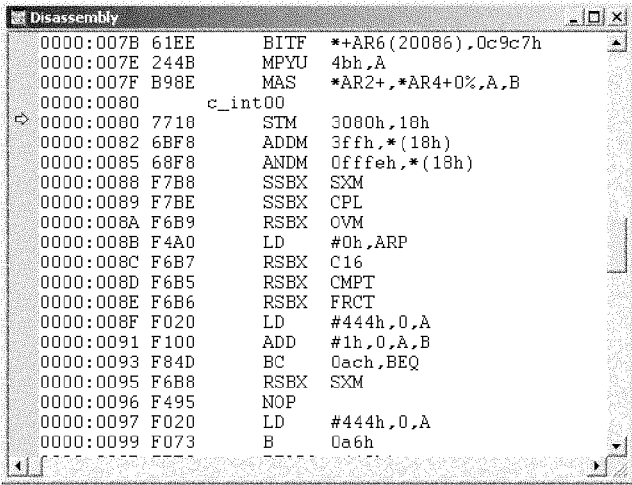 Disassembly
0000:007B 61EE BITF *+AR6(20086),0c9c7h
0000:007E 244B MPYU 4bh,A
0000:007F B98E MAS *AR2+,*AR4+0%,A,B
0000:0080 c_int00
0000:0080 7718 STM 3080h,18h
0000:0082 6BF8 ADDM 3ffh,*(18h)
0000:0085 68F8 ANDM 0fffeh,*(18h)
0000:0088 F7B8 SSBX SXM
0000:0089 F7BE SSBX CPL
0000:008A F6B9 RSBX OVM
0000:008B F4A0 LD #0h,ARP
0000:008C F6B7 RSBX C16
0000:008D F6B5 RSBX CMPT
0000:008E F6B6 RSBX FRCT
0000:008F F020 LD #444h,0,A
0000:0091 F100 ADD #1h,0,A,B
0000:0093 F84D BC 0ach,BEQ
0000:0095 F6B8 RSBX SXM
0000:0096 F495 NOP
0000:0097 F020 LD #444h,0,A
0000:0099 F073 B 0a6h